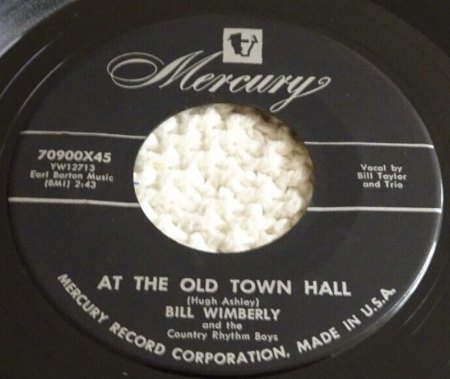 Mercury
70900X45
YW12713
Earl Barton Music
(BMI) 2:43
Vocal by
Bill Taylor
and Trio
AT THE OLD TOWN HALL
(Hugh Ashley)
BILL WIMBERLY
and the
Country Rhythm Boys
MERCURY RECORD CORPORATION, MADE IN U.S.A.